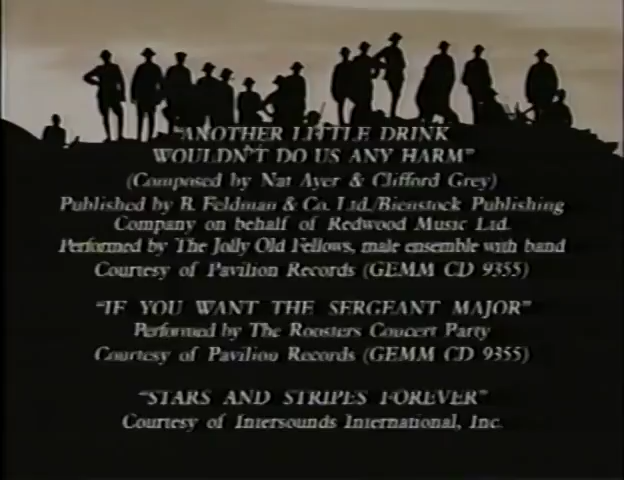 "ANOTHER LITTLE DRINK
WOULDN'T DO US ANY HARM"
(Composed by Nat Ayer & Clifford Grey)
Published by B. Feldman & Co. Ltd./Bienstock Publishing
Company on behalf of Redwood Music Ltd.
Performed by The Jolly Old Fellows, male ensemble with band
Courtesy of Pavilion Records (GEMM CD 9355)
"IF YOU WANT THE SERGEANT MAJOR"
Performed by The Roosters Concert Party
Courtesy of Pavilion Records (GEMM CD 9355)
"STARS AND STRIPES FOREVER"
Courtesy of Intersounds International, Inc.